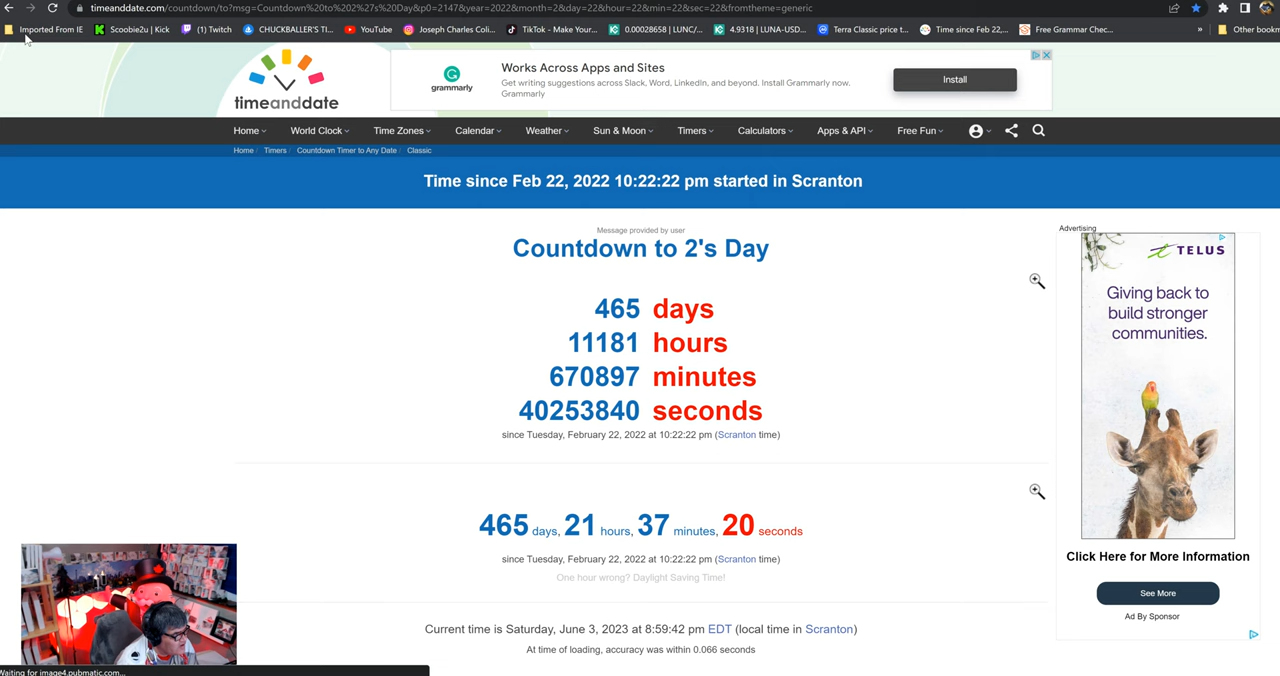 timeanddate.com/countdown/to?msg=Countdown%20to%202%27s%20Day&p0=2147&year=2022&month=2&day=22&hour=22&min=22&sec=22&fromtheme=generic
Imported From IE
Scoobie2u | Kick
(1) Twitch
CHUCKBALLER'S TI...
YouTube
Joseph Charles Coli...
TikTok - Make Your...
0.00028658 | LUNC/...
4.9318 | LUNA-USD...
Terra Classic price t...
Time since Feb 22,...
Free Grammar Chec...
»
Other bookm
timeanddate
grammarly
Works Across Apps and Sites
Get writing suggestions across Slack, Word, LinkedIn, and beyond. Install Grammarly now.
Grammarly
Install
Home
World Clock
Time Zones
Calendar
Weather
Sun & Moon
Timers
Calculators
Apps & API
Free Fun
Home / Timers / Countdown Timer to Any Date / Classic
Time since Feb 22, 2022 10:22:22 pm started in Scranton
Message provided by user
Countdown to 2's Day
465 days
11181 hours
670897 minutes
40253840 seconds
since Tuesday, February 22, 2022 at 10:22:22 pm (Scranton time)
465 days, 21 hours, 37 minutes, 20 seconds
since Tuesday, February 22, 2022 at 10:22:22 pm (Scranton time)
One hour wrong? Daylight Saving Time!
Current time is Saturday, June 3, 2023 at 8:59:42 pm EDT (local time in Scranton)
At time of loading, accuracy was within 0.066 seconds
Advertising
TELUS
Giving back to
build stronger
communities.
Click Here for More Information
See More
Ad By Sponsor
Waiting for image4.pubmatic.com...